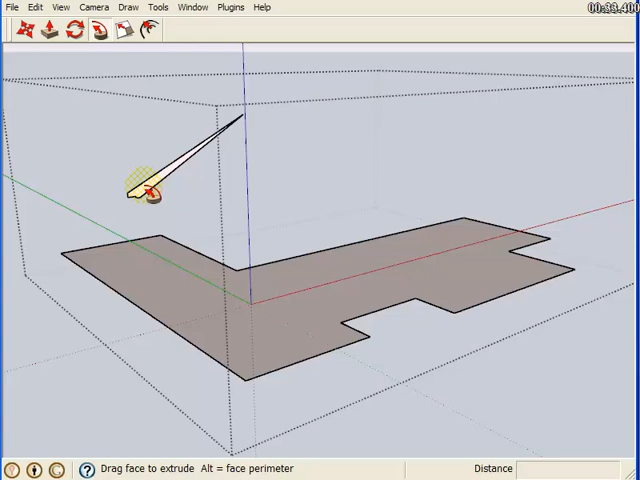 File Edit View Camera Draw Tools Window Plugins Help
00:33.400
Drag face to extrude Alt = face perimeter
Distance